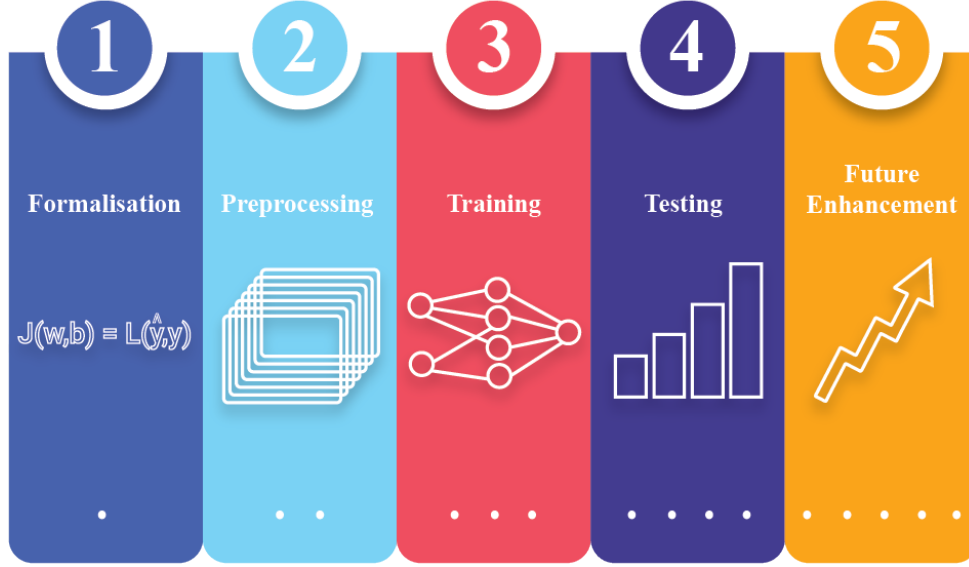 1
2
3
4
5
Formalisation
Preprocessing
Training
Testing
Future
Enhancement
J(w,b) = L(ŷ,y)